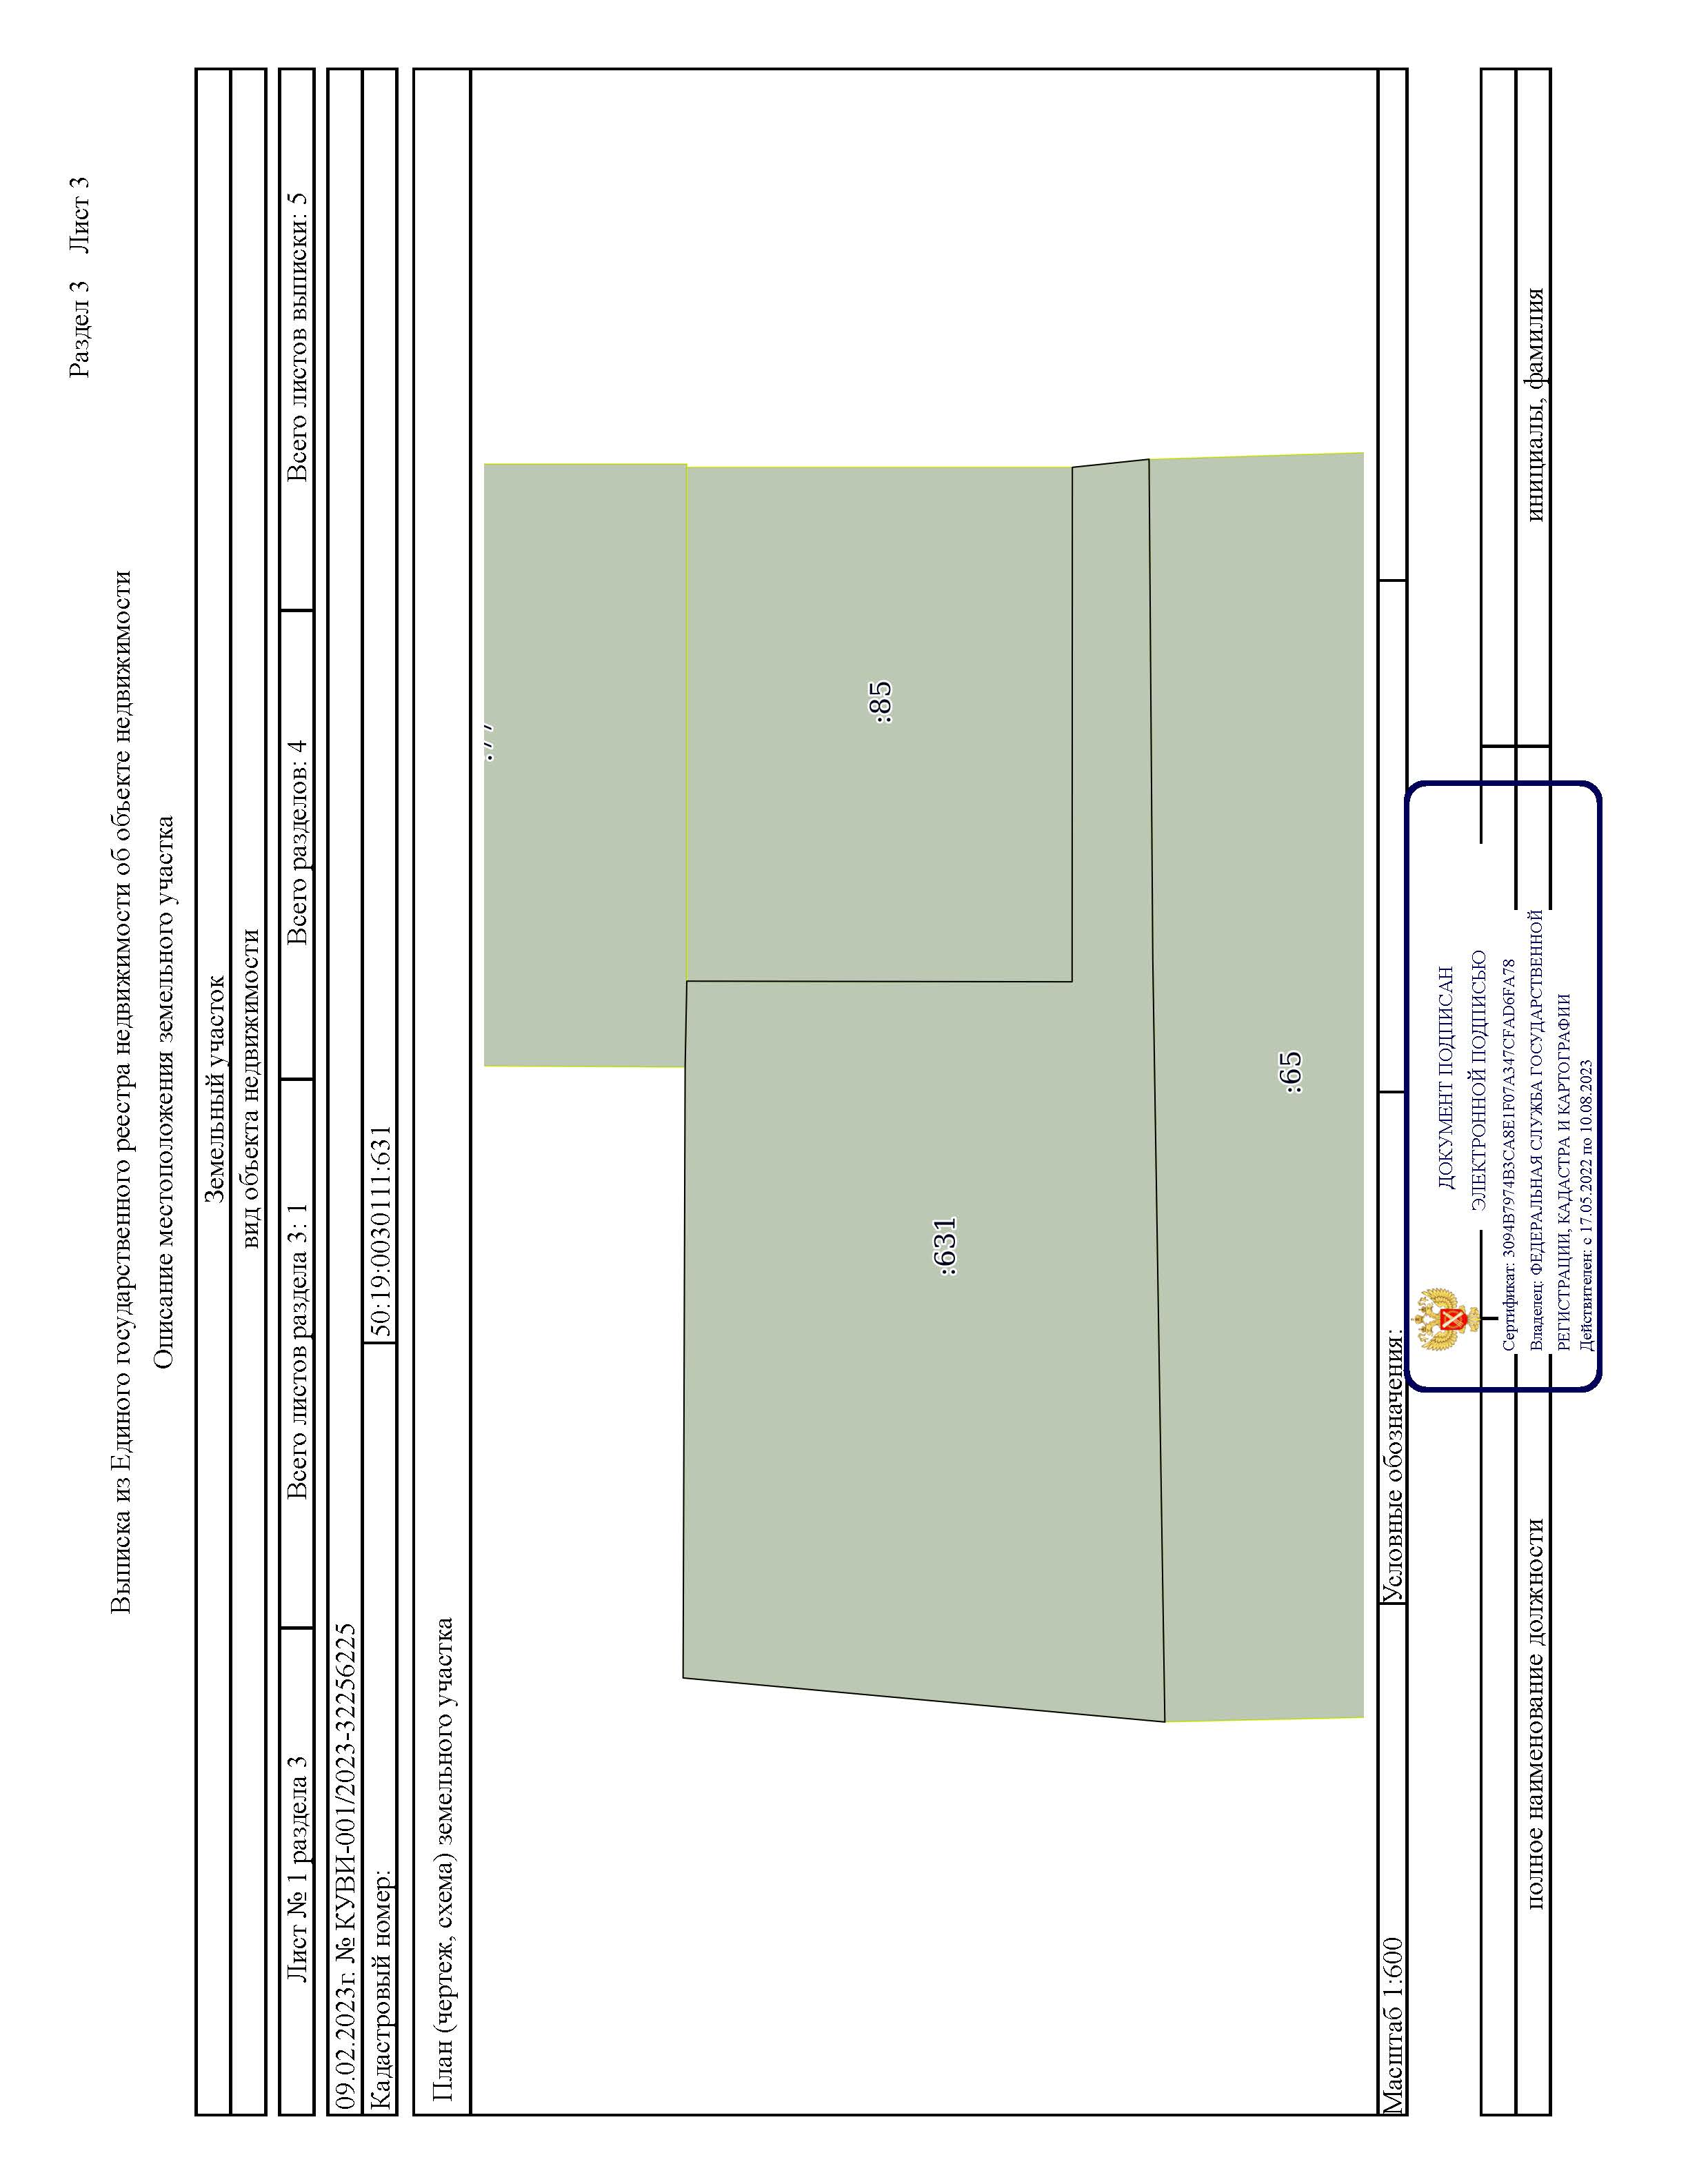 Раздел 3 Лист 3
Выписка из Единого государственного реестра недвижимости об объекте недвижимости
Описание местоположения земельного участка
Земельный участок
вид объекта недвижимости
Лист № 1 раздела 3 Всего листов раздела 3: 1 Всего разделов: 4 Всего листов выписки: 5
09.02.2023г. № КУВИ-001/2023-32256225
Кадастровый номер: 50:19:0030111:631
План (чертеж, схема) земельного участка
:85
:631
:65
Масштаб 1:600 Условные обозначения:
ДОКУМЕНТ ПОДПИСАН
ЭЛЕКТРОННОЙ ПОДПИСЬЮ
Сертификат: 3094B7974B3CA8E1F07A347CFAD6FA78
Владелец: ФЕДЕРАЛЬНАЯ СЛУЖБА ГОСУДАРСТВЕННОЙ
РЕГИСТРАЦИИ, КАДАСТРА И КАРТОГРАФИИ
Действителен: с 17.05.2022 по 10.08.2023
полное наименование должности инициалы, фамилия